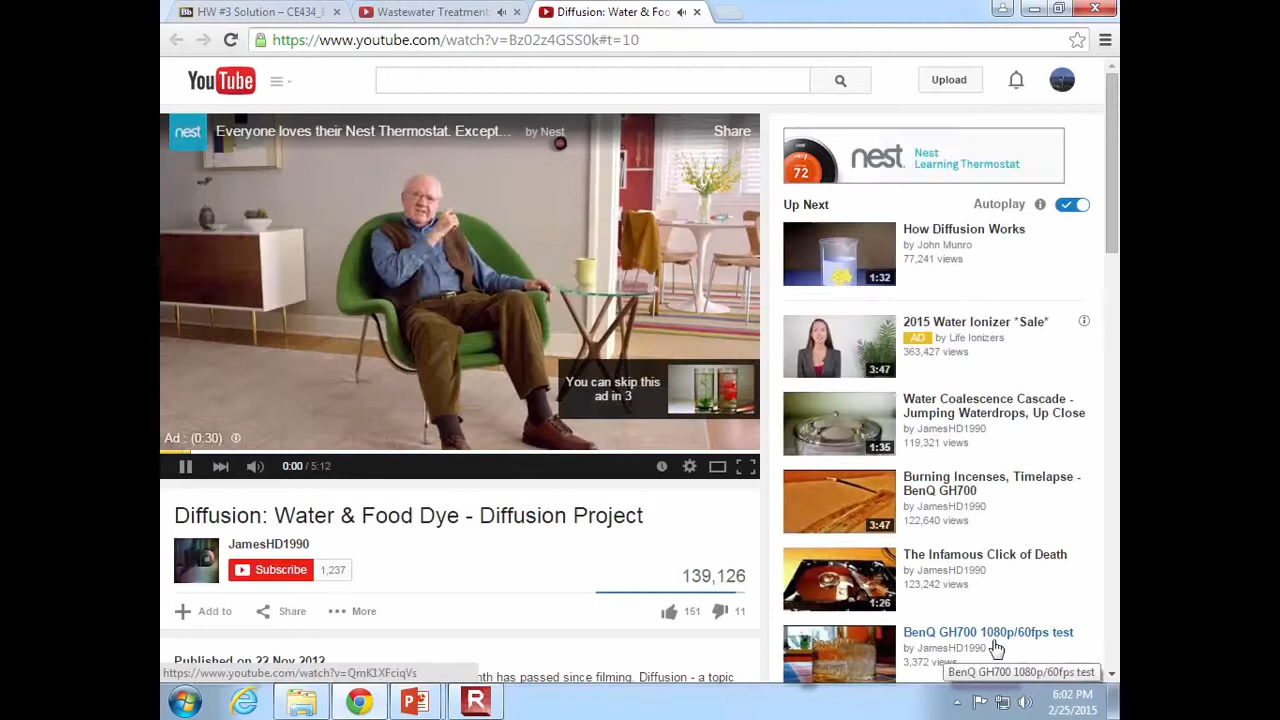 HW #3 Solution – CE434_F
Wastewater Treatment
Diffusion: Water & Foo
https://www.youtube.com/watch?v=Bz02z4GSS0k#t=10
YouTube
Upload
nest
Everyone loves their Nest Thermostat. Except...
by Nest
Share
You can skip this
ad in 3
Ad : (0:30)
0:00 / 5:12
Diffusion: Water & Food Dye - Diffusion Project
JamesHD1990
Subscribe
1,237
139,126
Add to
Share
More
151
11
Published on 22 Nov 2012
nth has passed since filming. Diffusion - a topic
https://www.youtube.com/watch?v=QmK1XFciqVs
72
nest
Nest
Learning Thermostat
Up Next
Autoplay
How Diffusion Works
by John Munro
77,241 views
1:32
2015 Water Ionizer *Sale*
AD by Life Ionizers
363,427 views
3:47
Water Coalescence Cascade -
Jumping Waterdrops, Up Close
by JamesHD1990
119,321 views
1:35
Burning Incenses, Timelapse -
BenQ GH700
by JamesHD1990
122,640 views
3:47
The Infamous Click of Death
by JamesHD1990
123,242 views
1:26
BenQ GH700 1080p/60fps test
by JamesHD1990
3,372 views
BenQ GH700 1080p/60fps test
6:02 PM
2/25/2015